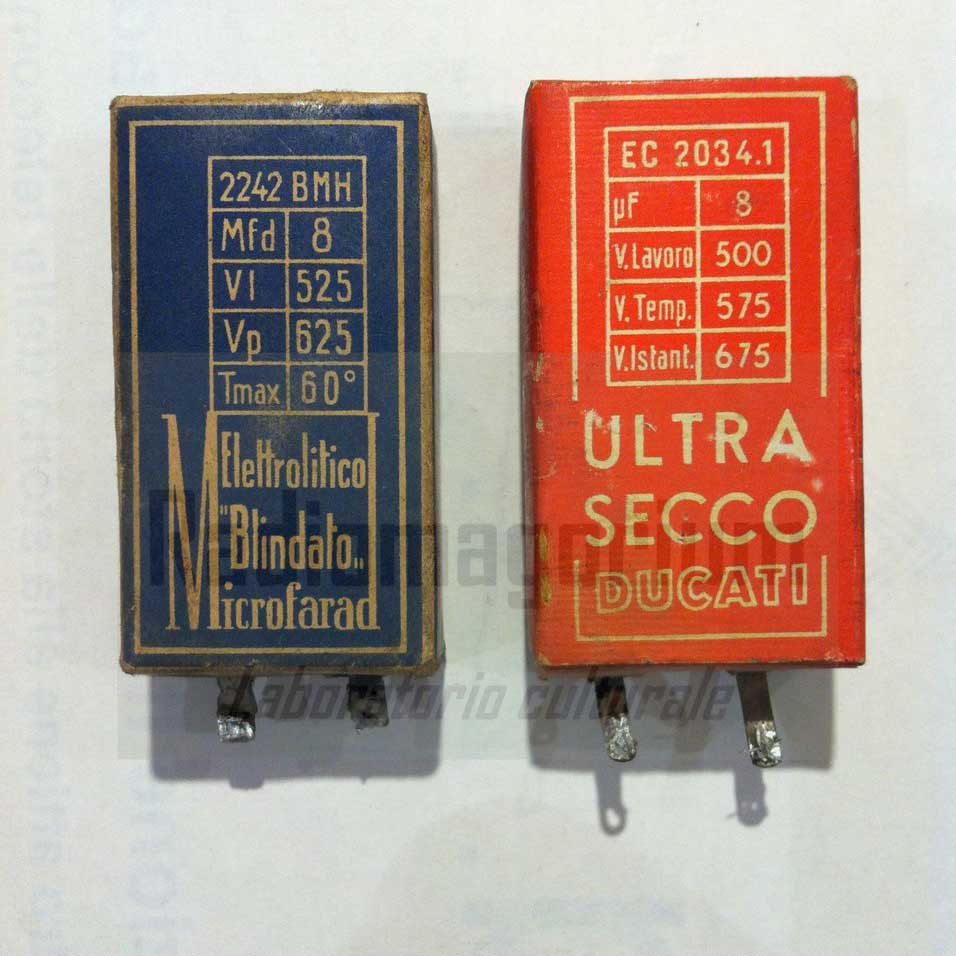 2242 BMH
Mfd 8
Vl 525
Vp 625
Tmax 60°
Elettrolitico
"Blindato"
Microfarad
EC 2034.1
µF 8
V.Lavoro 500
V. Temp. 575
V.Istant. 675
ULTRA
SECCO
DUCATI
Radiomagorium
Laboratorio culturale